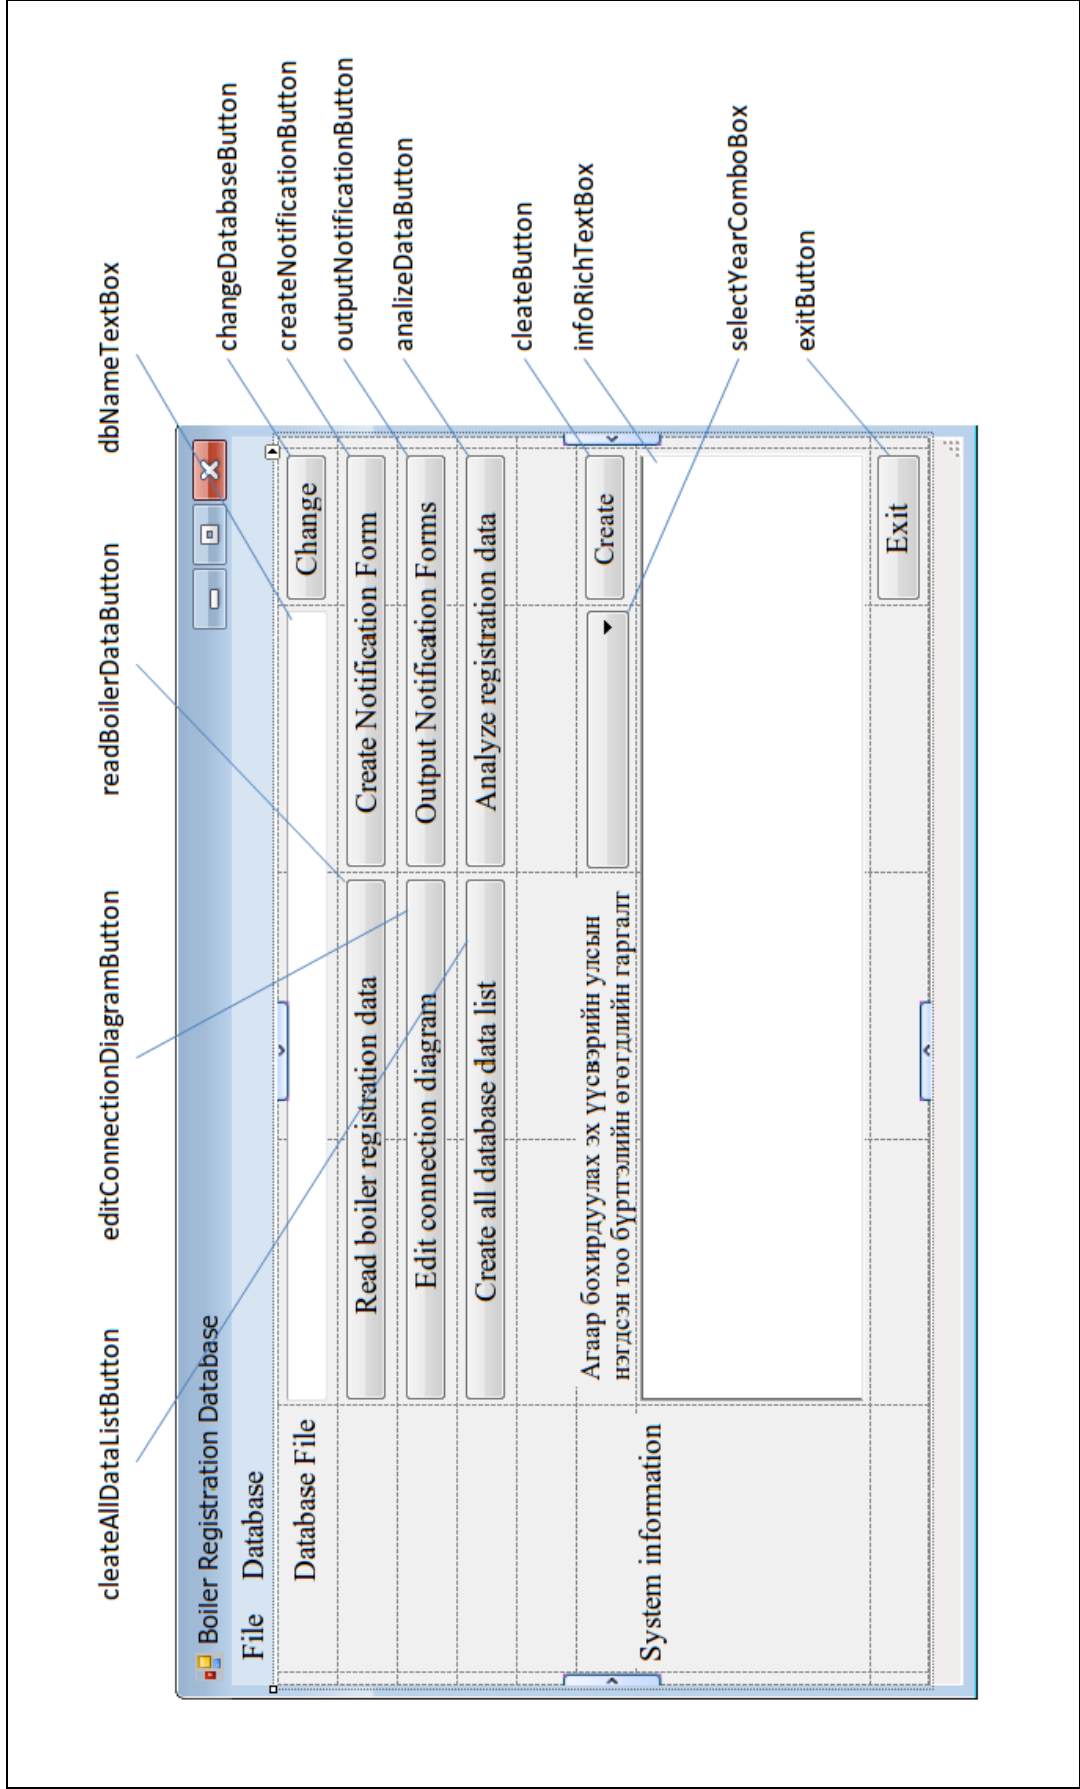 cleateAllDataListButton
editConnectionDiagramButton
readBoilerDataButton
dbNameTextBox
Boiler Registration Database
File Database
Database File
Change
changeDatabaseButton
Read boiler registration data
Create Notification Form
createNotificationButton
Edit connection diagram
Output Notification Forms
outputNotificationButton
Create all database data list
Analyze registration data
analizeDataButton
Агаар бохирдуулах эх үүсвэрийн улсын
нэгдсэн тоо бүртгэлийн өгөгдлийн гаргалт
Create
cleateButton
System information
infoRichTextBox
selectYearComboBox
Exit
exitButton